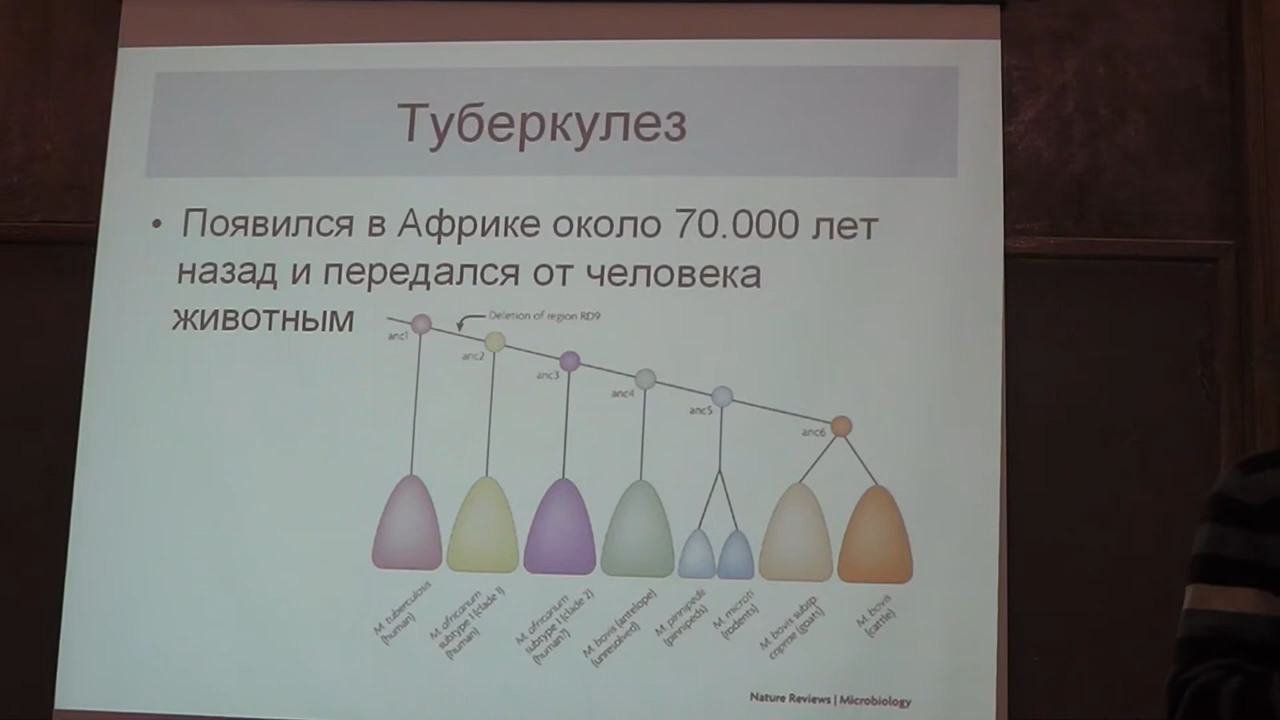 Туберкулез
• Появился в Африке около 70.000 лет
назад и передался от человека
животным
Deletion of region RD9
anc1
anc2
anc3
anc4
anc5
anc6
M. tuberculosis
(human)
M. africanum
subtype I (clade 1)
(human)
M. africanum
subtype I (clade 2)
(human?)
M. bovis (antelope)
(unresolved)
M. pinnipedii
(pinnipeds)
M. microti
(rodents)
M. bovis subsp.
caprae (goats)
M. bovis
(cattle)
Nature Reviews | Microbiology